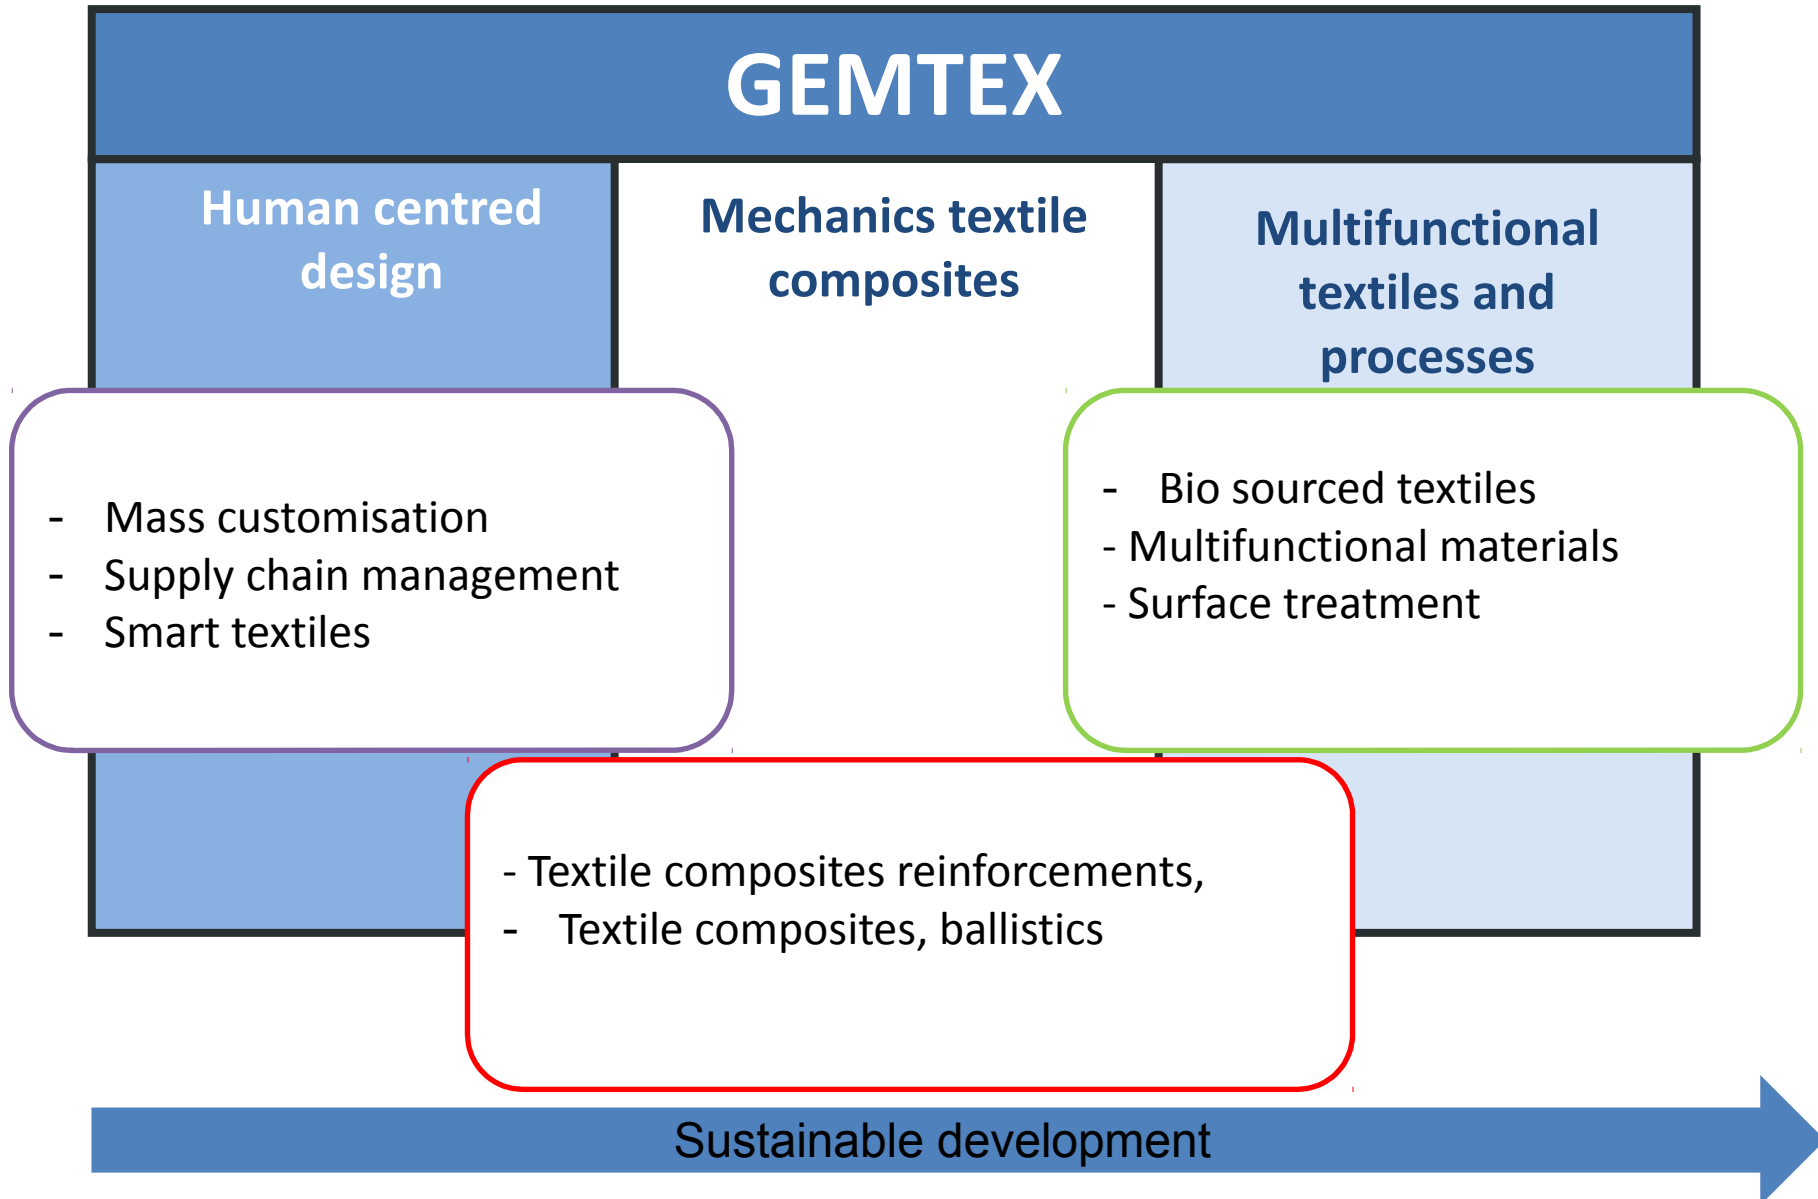 GEMTEX
Human centred
design
Mechanics textile
composites
Multifunctional
textiles and
processes
-    Mass customisation
-    Supply chain management
-    Smart textiles
-    Bio sourced textiles
- Multifunctional materials
- Surface treatment
- Textile composites reinforcements,
-    Textile composites, ballistics
Sustainable development